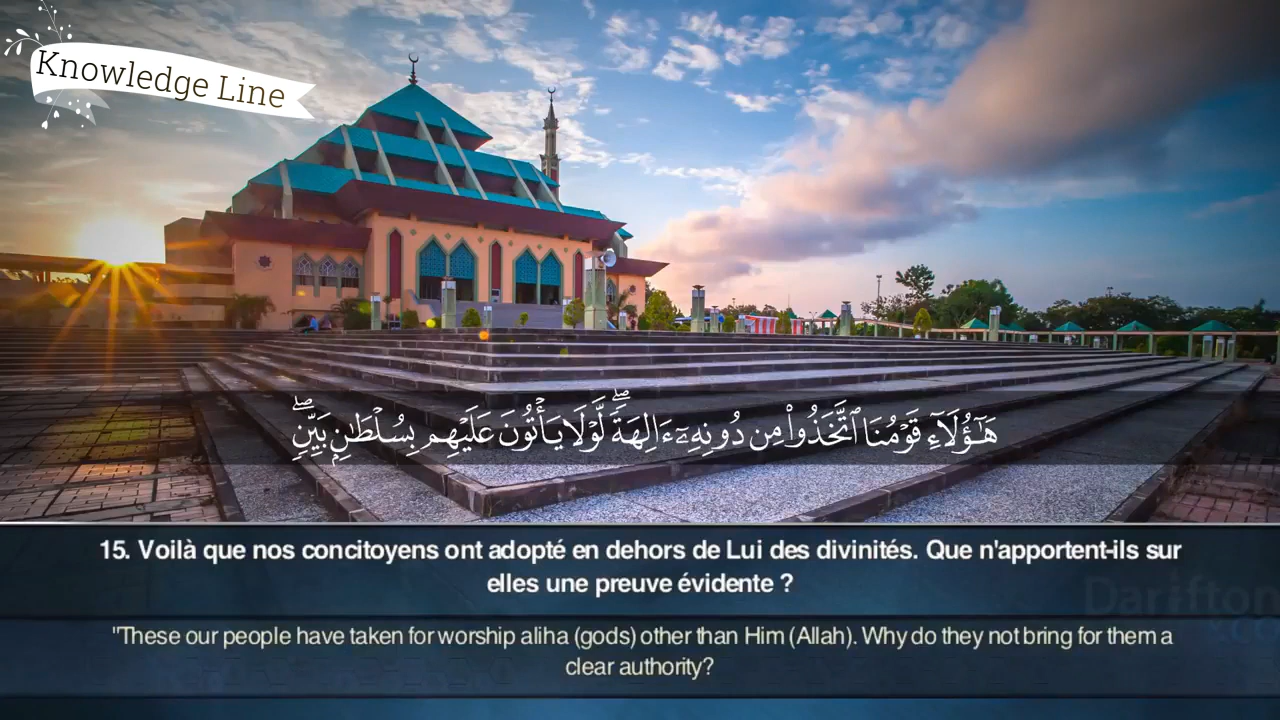 Knowledge Line
هَٰٓؤُلَآءِ قَوْمُنَا ٱتَّخَذُوا۟ مِن دُونِهِۦٓ ءَالِهَةً ۖ لَّوْلَا يَأْتُونَ عَلَيْهِم بِسُلْطَٰنٍۭ بَيِّنٍ ۖ
15. Voilà que nos concitoyens ont adopté en dehors de Lui des divinités. Que n'apportent-ils sur
elles une preuve évidente ?
"These our people have taken for worship aliha (gods) other than Him (Allah). Why do they not bring for them a
clear authority?